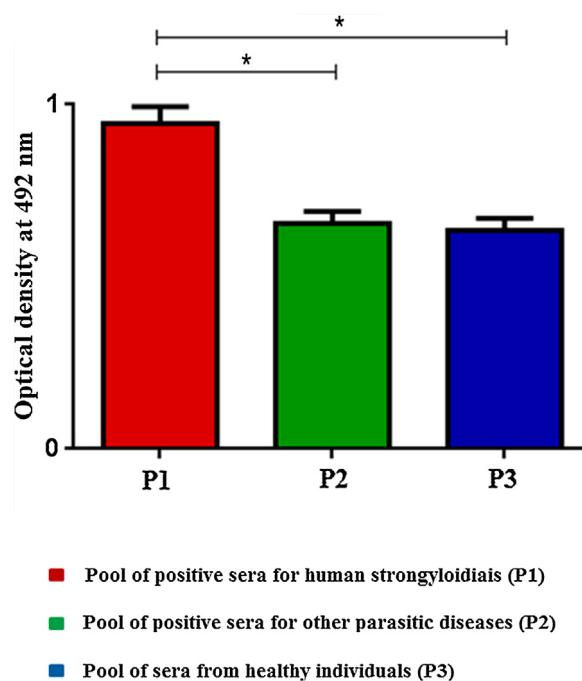 *
*
1
Optical density at 492 nm
0
P1 P2 P3
Pool of positive sera for human strongyloidiais (P1)
Pool of positive sera for other parasitic diseases (P2)
Pool of sera from healthy individuals (P3)